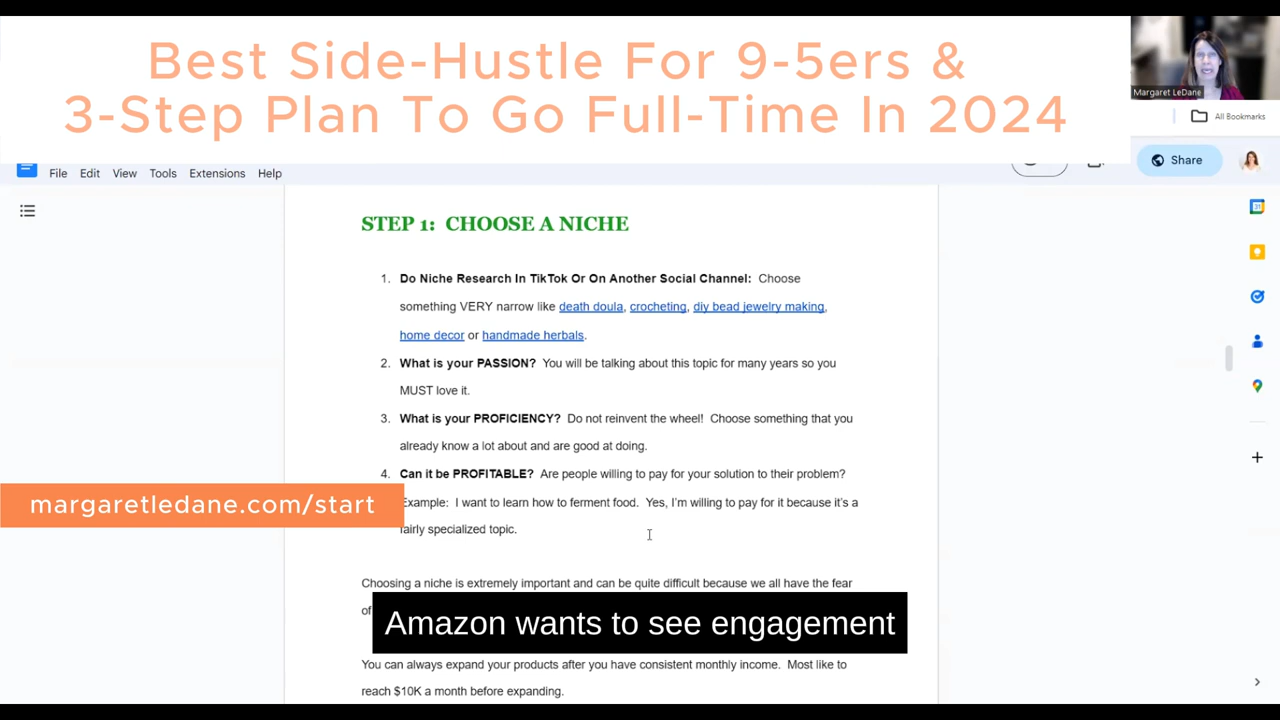 Best Side-Hustle For 9-5ers &
3-Step Plan To Go Full-Time In 2024
Margaret LeDane
All Bookmarks
File Edit View Tools Extensions Help
Share
STEP 1: CHOOSE A NICHE
1. Do Niche Research In TikTok Or On Another Social Channel: Choose
something VERY narrow like death doula, crocheting, diy bead jewelry making,
home decor or handmade herbals.
2. What is your PASSION? You will be talking about this topic for many years so you
MUST love it.
3. What is your PROFICIENCY? Do not reinvent the wheel! Choose something that you
already know a lot about and are good at doing.
4. Can it be PROFITABLE? Are people willing to pay for your solution to their problem?
Example: I want to learn how to ferment food. Yes, I'm willing to pay for it because it's a
fairly specialized topic.
margaretledane.com/start
Choosing a niche is extremely important and can be quite difficult because we all have the fear
of
Amazon wants to see engagement
You can always expand your products after you have consistent monthly income. Most like to
reach $10K a month before expanding.